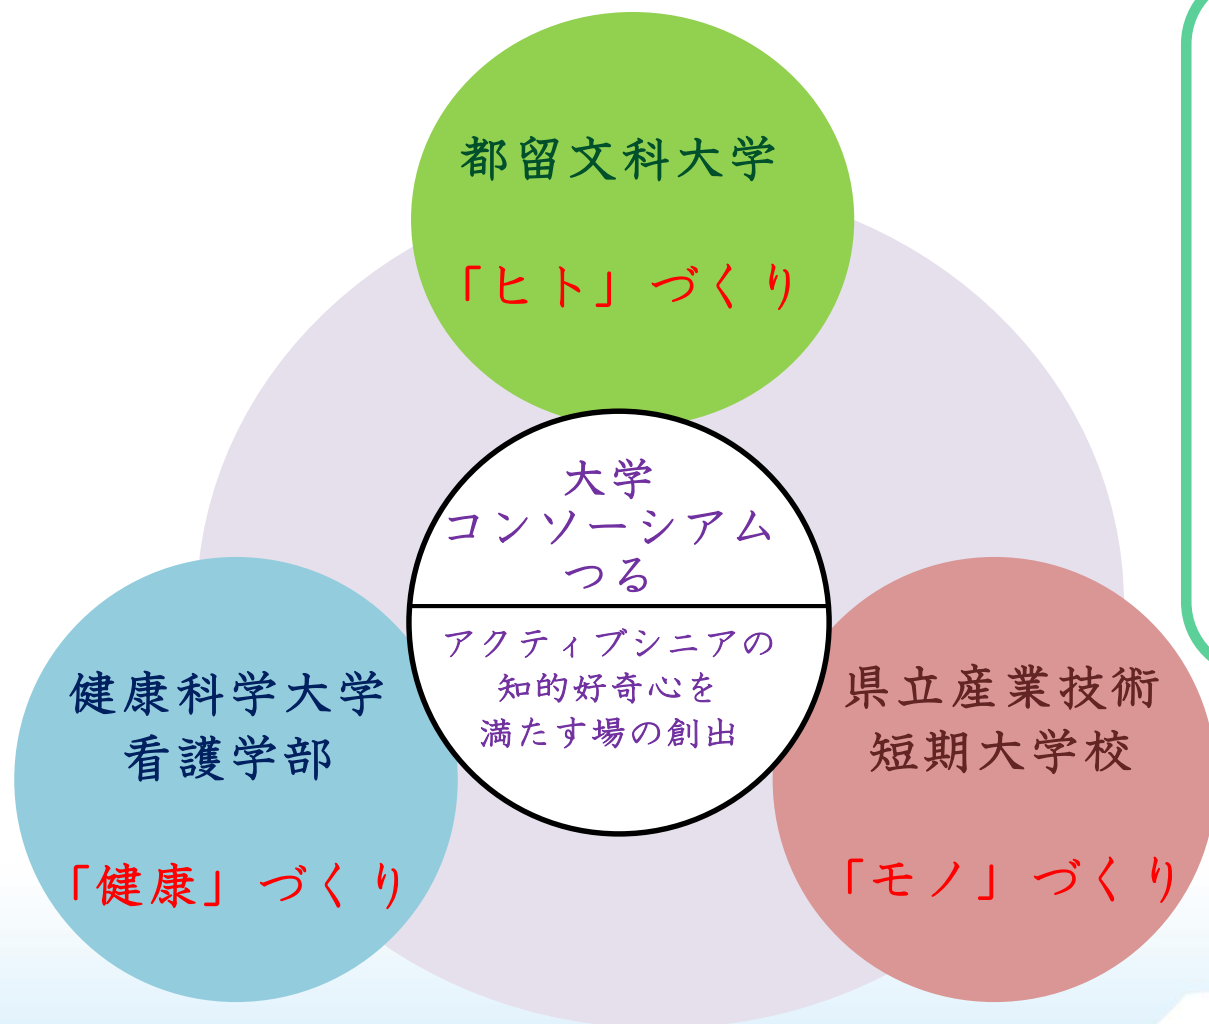 都留文科大学
「ヒト」づくり
大学
コンソーシアム
つる
アクティブシニアの
知的好奇心を
満たす場の創出
健康科学大学
看護学部
「健康」づくり
県立産業技術
短期大学校
「モノ」づくり